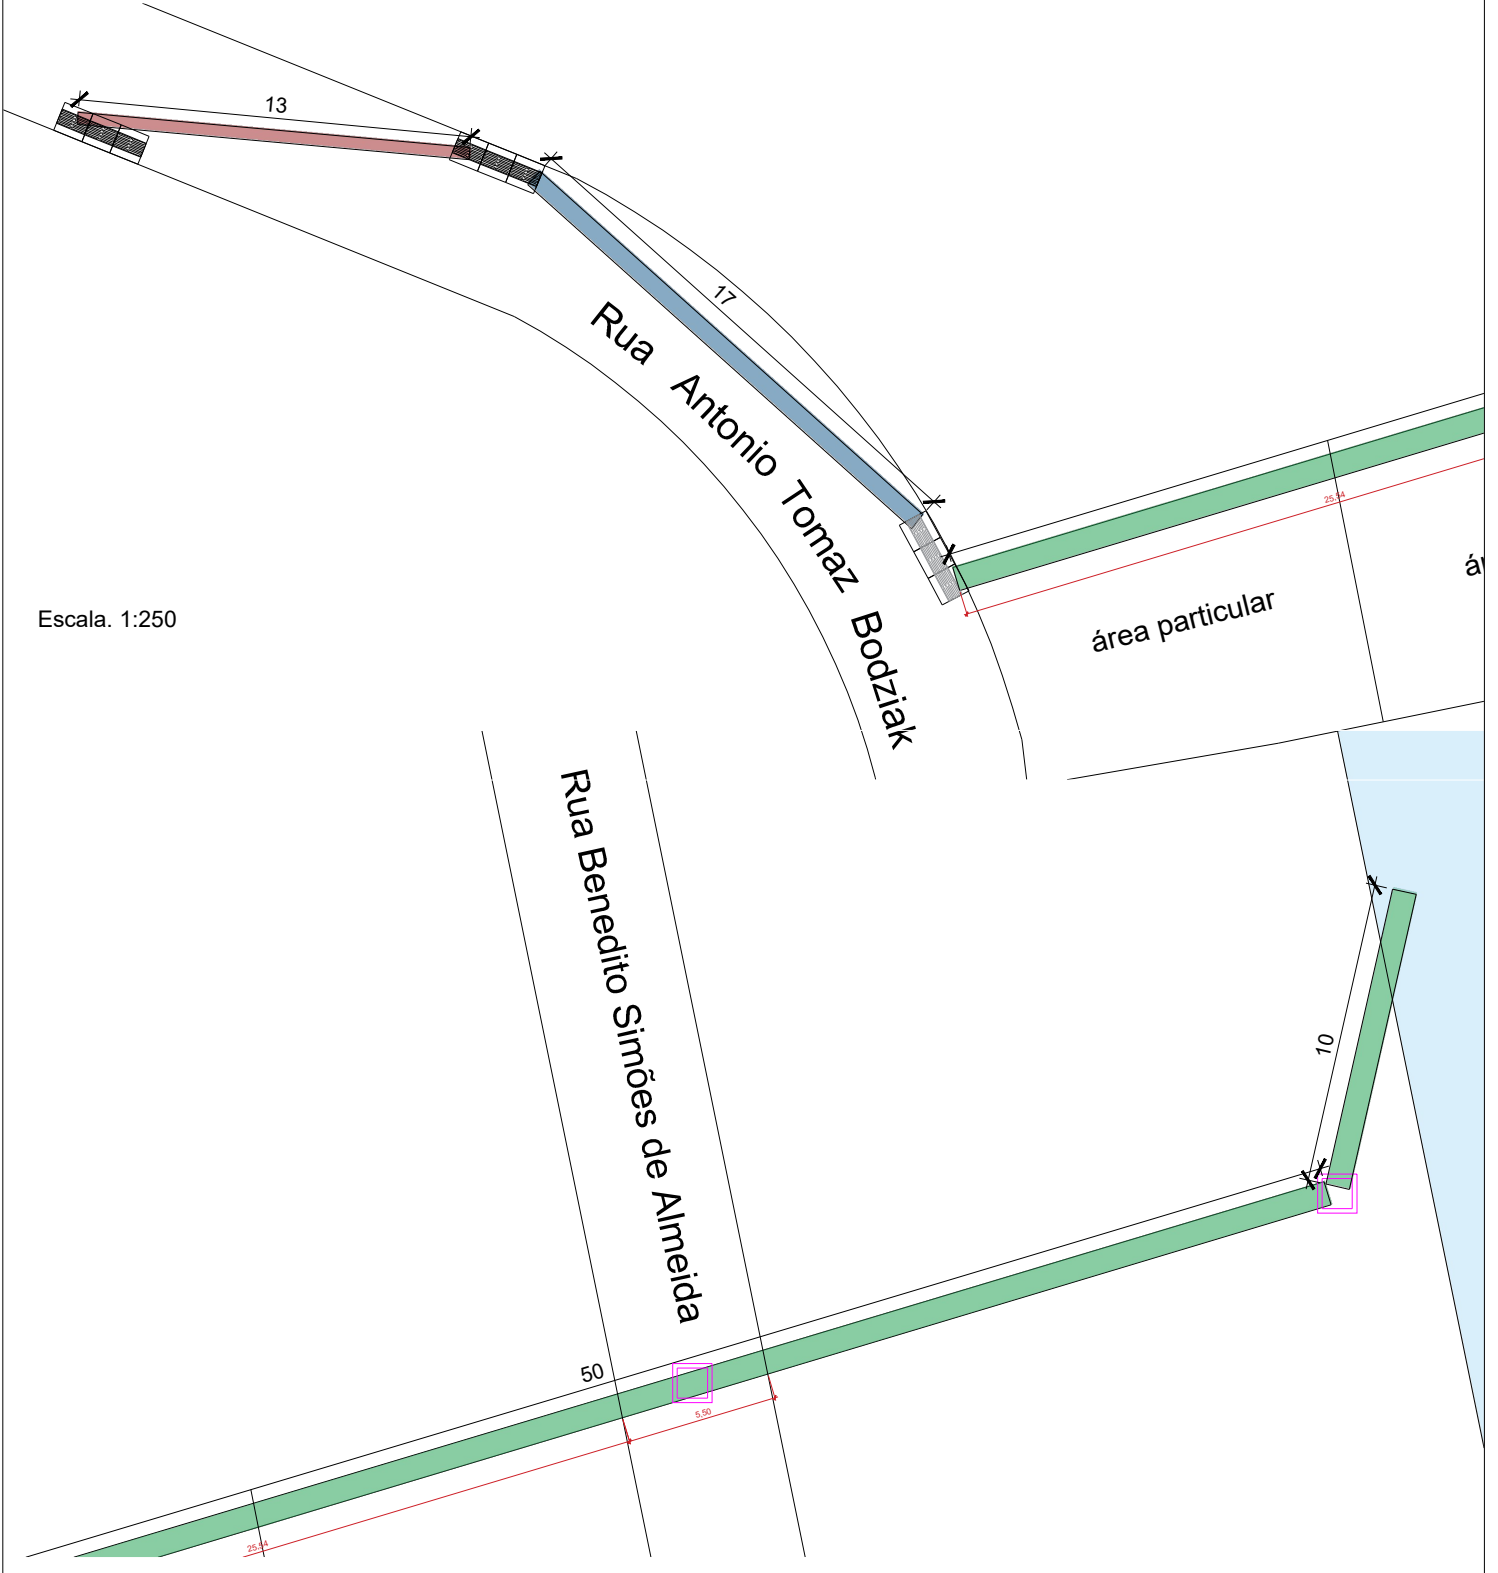 13
17
Rua Antonio Tomaz Bodziak
25,54
Escala. 1:250
área particular
ár
Rua Benedito Simões de Almeida
10
50
5,50
25,54